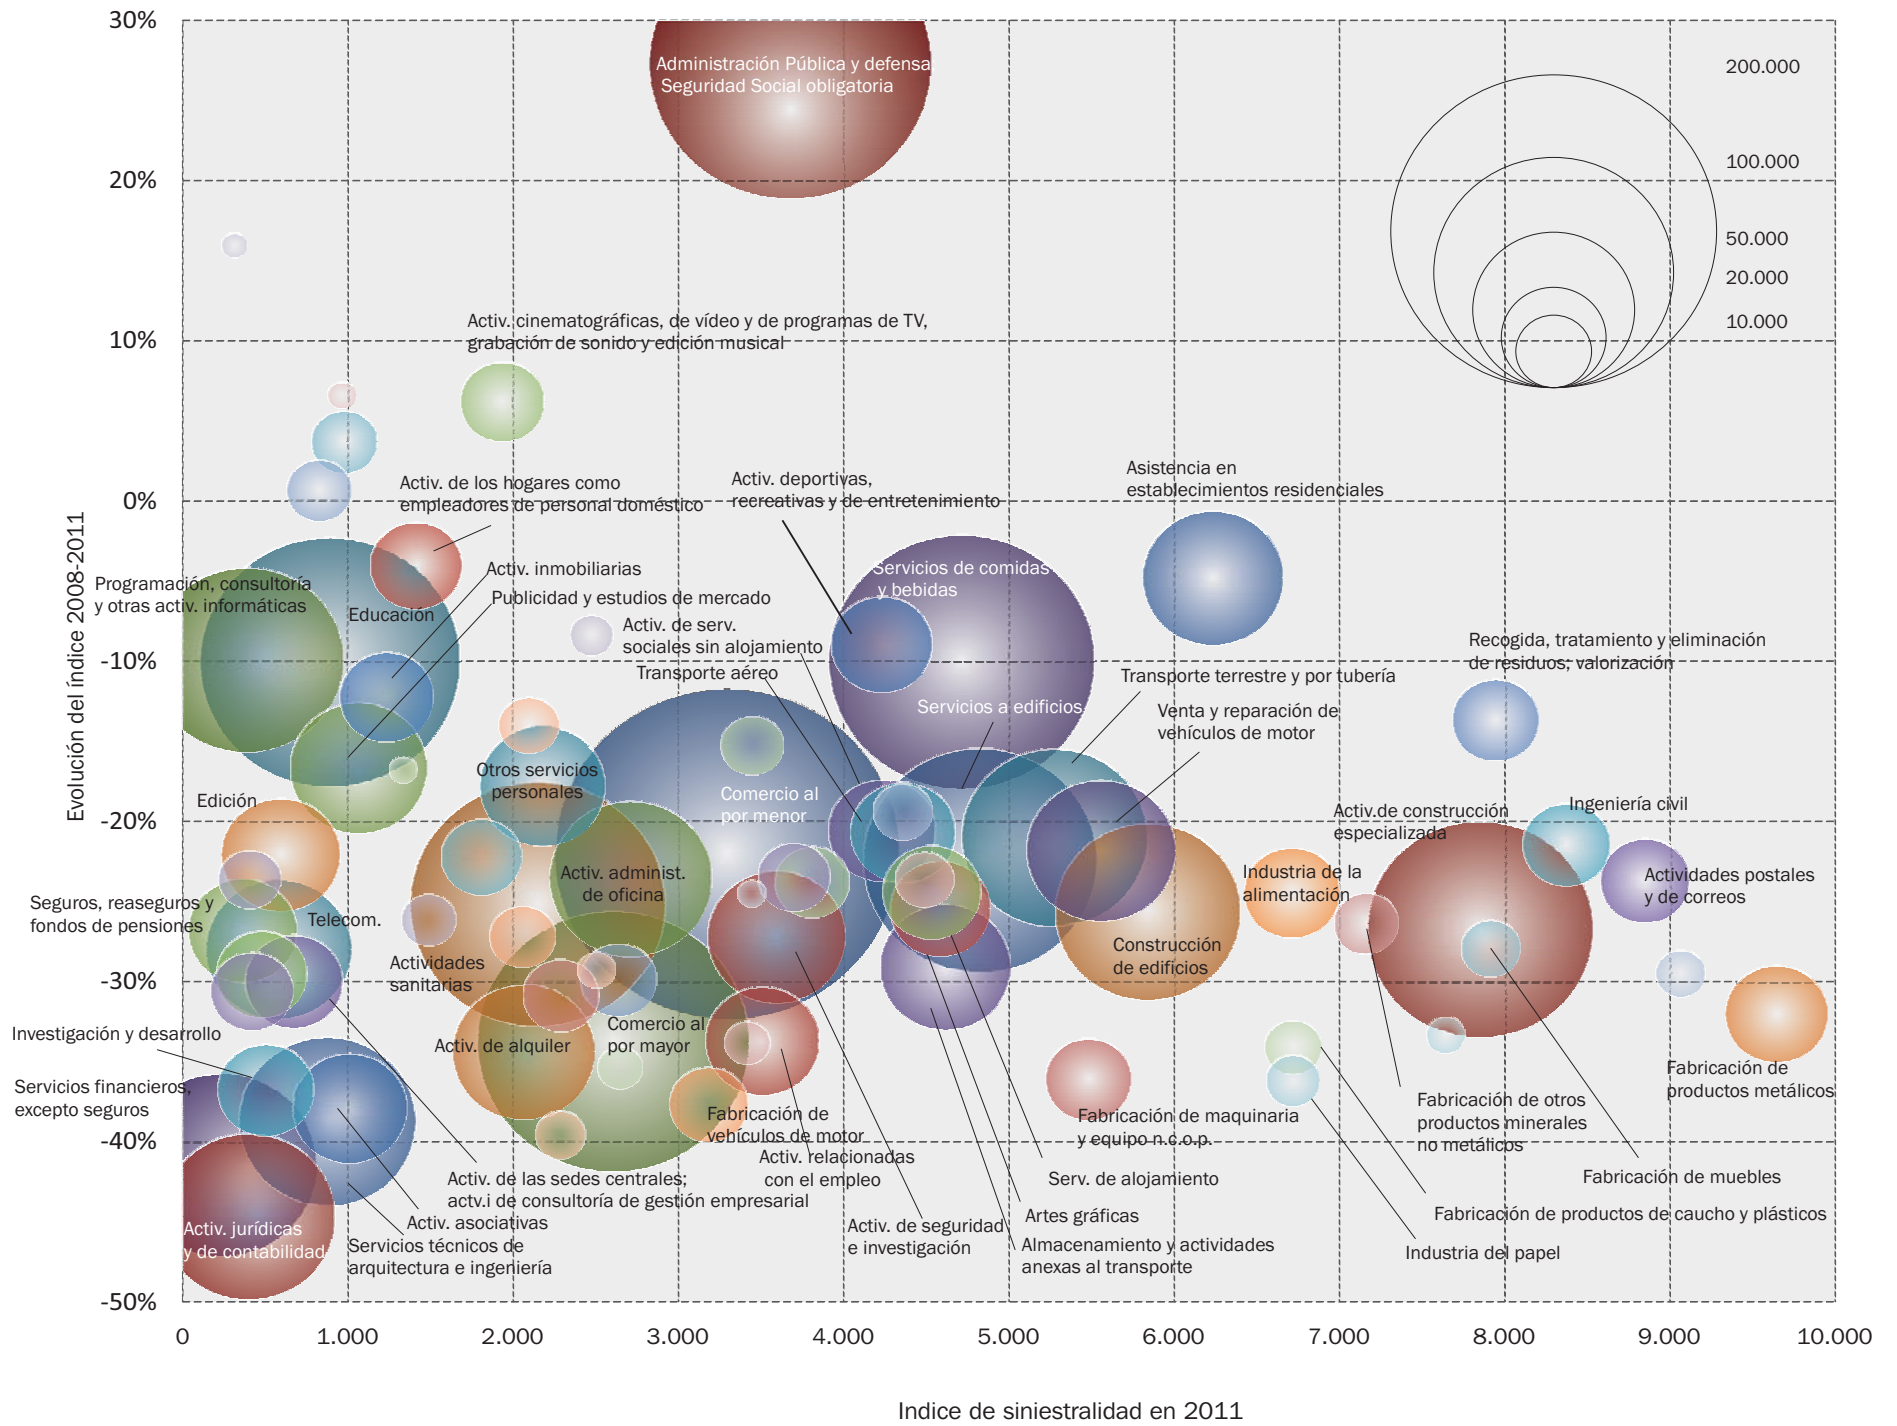 30%
Administración Pública y defensa
Seguridad Social obligatoria
200.000
100.000
50.000
20.000
10.000
20%
10%
0%
-10%
-20%
-30%
-40%
-50%
Evolución del índice 2008-2011
Activ. cinematográficas, de vídeo y de programas de TV,
grabación de sonido y edición musical
Activ. de los hogares como
empleadores de personal doméstico
Activ. deportivas,
recreativas y de entretenimiento
Asistencia en
establecimientos residenciales
Programación, consultoría
y otras activ. informáticas
Educación
Activ. inmobiliarias
Publicidad y estudios de mercado
Servicios de comidas
y bebidas
Activ. de serv.
sociales sin alojamiento
Transporte aéreo
Recogida, tratamiento y eliminación
de residuos; valorización
Transporte terrestre y por tubería
Servicios a edificios
Venta y reparación de
vehículos de motor
Otros servicios
personales
Edición
Comercio al
por menor
Activ.de construcción
especializada
Ingeniería civil
Activ. administ.
de oficina
Industria de la
alimentación
Actividades postales
y de correos
Seguros, reaseguros y
fondos de pensiones
Telecom.
Actividades
sanitarias
Construcción
de edificios
Investigación y desarrollo
Activ. de alquiler
Comercio al
por mayor
Servicios financieros,
excepto seguros
Fabricación de
productos metálicos
Fabricación de
vehículos de motor
Fabricación de maquinaria
y equipo n.c.o.p.
Fabricación de otros
productos minerales
no metálicos
Activ. relacionadas
con el empleo
Activ. de las sedes centrales;
actv.i de consultoría de gestión empresarial
Serv. de alojamiento
Fabricación de muebles
Activ. asociativas
Activ. jurídicas
y de contabilidad
Servicios técnicos de
arquitectura e ingeniería
Activ. de seguridad
e investigación
Artes gráficas
Fabricación de productos de caucho y plásticos
Almacenamiento y actividades
anexas al transporte
Industria del papel
0
1.000
2.000
3.000
4.000
5.000
6.000
7.000
8.000
9.000
10.000
Indice de siniestralidad en 2011